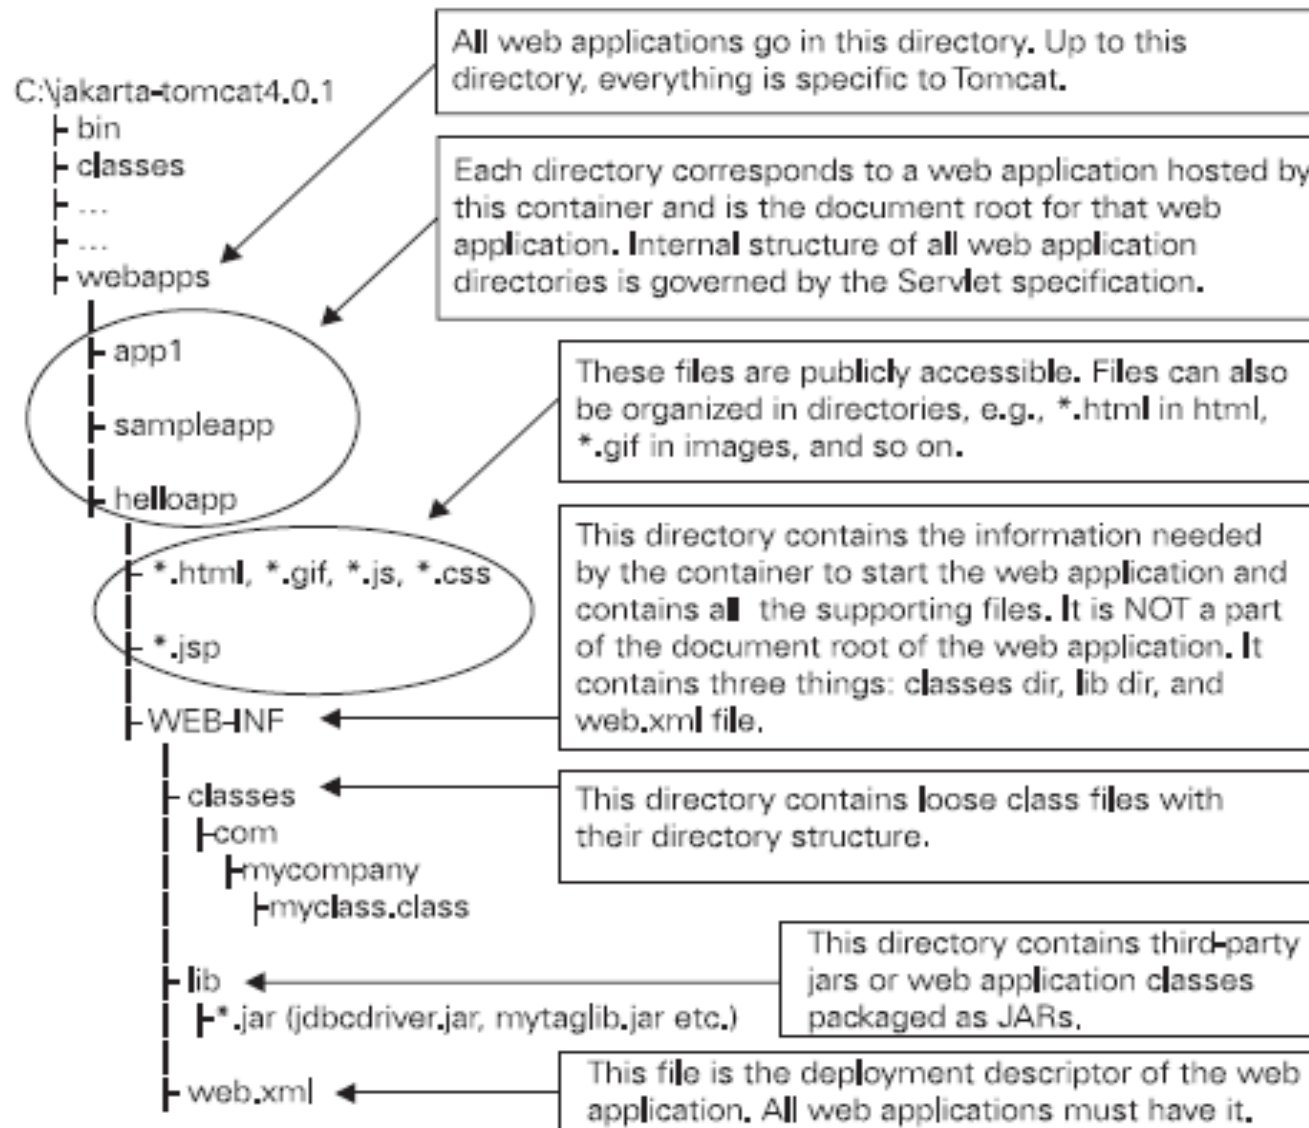 All web applications go in this directory. Up to this
directory, everything is specific to Tomcat.
C:\jakarta-tomcat4.0.1
bin
classes
...
...
webapps
Each directory corresponds to a web application hosted by
this container and is the document root for that web
application. Internal structure of all web application
directories is governed by the Servlet specification.
app1
sampleapp
helloapp
These files are publicly accessible. Files can also
be organized in directories, e.g., *.html in html,
*.gif in images, and so on.
*.html, *.gif, *.js, *.css
*.jsp
WEB-INF
This directory contains the information needed
by the container to start the web application and
contains all the supporting files. It is NOT a part
of the document root of the web application. It
contains three things: classes dir, lib dir, and
web.xml file.
classes
com
mycompany
myclass.class
This directory contains loose class files with
their directory structure.
lib
*.jar (jdbcdriver.jar, mytaglib.jar etc.)
This directory contains third-party
jars or web application classes
packaged as JARs.
web.xml
This file is the deployment descriptor of the web
application. All web applications must have it.